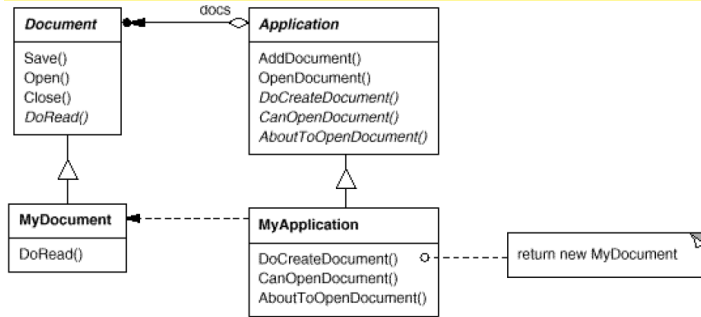 docs
Document
Save()
Open()
Close()
DoRead()
Application
AddDocument()
OpenDocument()
DoCreateDocument()
CanOpenDocument()
AboutToOpenDocument()
MyDocument
DoRead()
MyApplication
DoCreateDocument()
CanOpenDocument()
AboutToOpenDocument()
return new MyDocument